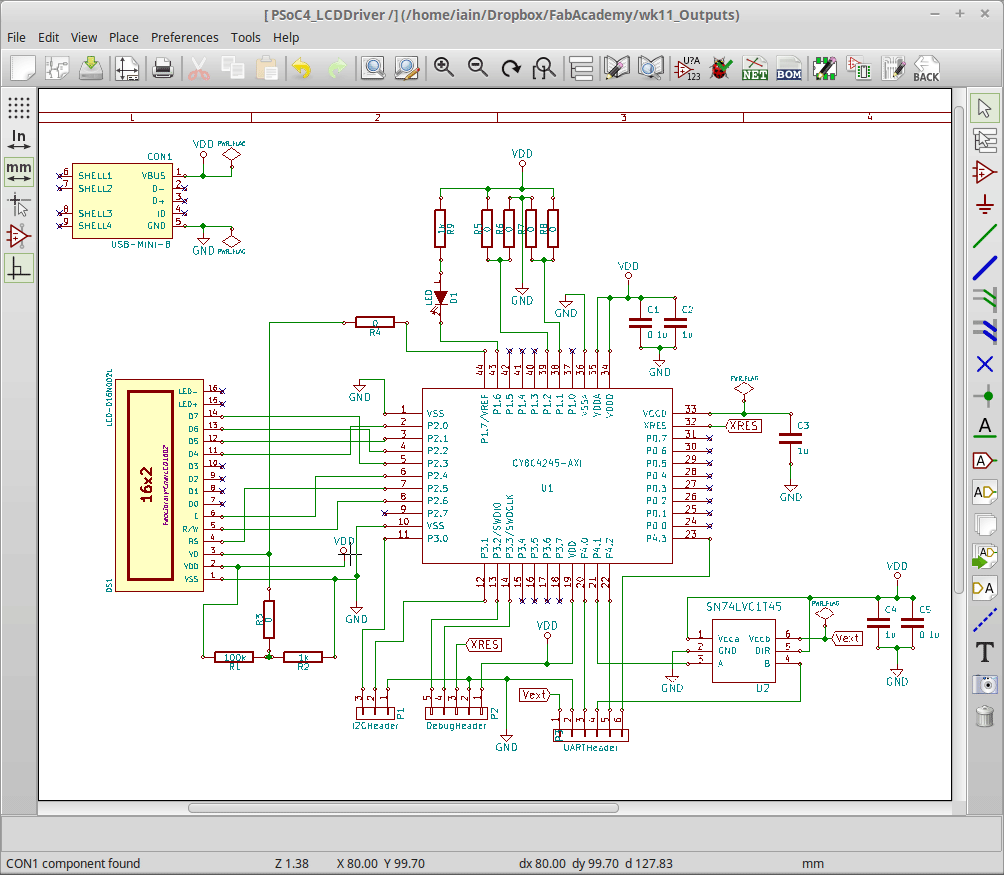 [ PSoC4_LCDDriver /] (/home/iain/Dropbox/FabAcademy/wk11_Outputs)
File Edit View Place Preferences Tools Help
U?A
123
NET
BOM
BACK
In
mm
2
3
4
CON1
VDD
PWR_FLAG
6 SHELL1 VBUS 1
7 SHELL2 D- 2
D+ 3
8 SHELL3 ID 4
9 SHELL4 GND 5
USB-MINI-B
GND
PWR_FLAG
VDD
1k R9
R5 0
R6 0
R7 0
R8 0
LED D1
GND
GND
VDD
C1
0.1u
C2
1u
GND
0
R4
44 43 42 41 40 39 38 37 36 35 34
P1.7/VREF P1.6 P1.5 P1.4 P1.3 P1.2 P1.1 P1.0 VSSA VDDA VDDD
GND
1 VSS
2 P2.0
3 P2.1
4 P2.2
5 P2.3
6 P2.4
7 P2.5
8 P2.6
9 P2.7
10 VSS
11 P3.0
CY8C4245-AXI
U1
VCCD 33
XRES 32
P0.7 31
P0.6 30
P0.5 29
P0.4 28
P0.3 27
P0.2 26
P0.1 25
P0.0 24
P4.3 23
P3.1 P3.2/SWDIO P3.3/SWDCLK P3.4 P3.5 P3.6 P3.7 VDD P4.0 P4.1 P4.2
12 13 14 15 16 17 18 19 20 21 22
PWR_FLAG
XRES
C3
1u
GND
16x2
DS1
LED- 16
LED+ 15
D7 14
D6 13
D5 12
D4 11
D3 10
D2 9
D1 8
D0 7
E 6
R/W 5
RS 4
VO 3
VDD 2
VSS 1
VDD
GND
R3
0
100k
R1
1k
R2
XRES
VDD
3 2 1
P1
I2CHeader
5 4 3 2 1
P2
DebugHeader
GND
Vext
1 2 3 4 5 6
UARTHeader
SN74LVC1T45
1 Vcca
2 GND
3 A
Vccb 6
DIR 5
B 4
U2
GND
PWR_FLAG
Vext
VDD
C4
1u
C5
0.1u
GND
CON1 component found Z 1.38 X 80.00 Y 99.70 dx 80.00 dy 99.70 d 127.83 mm